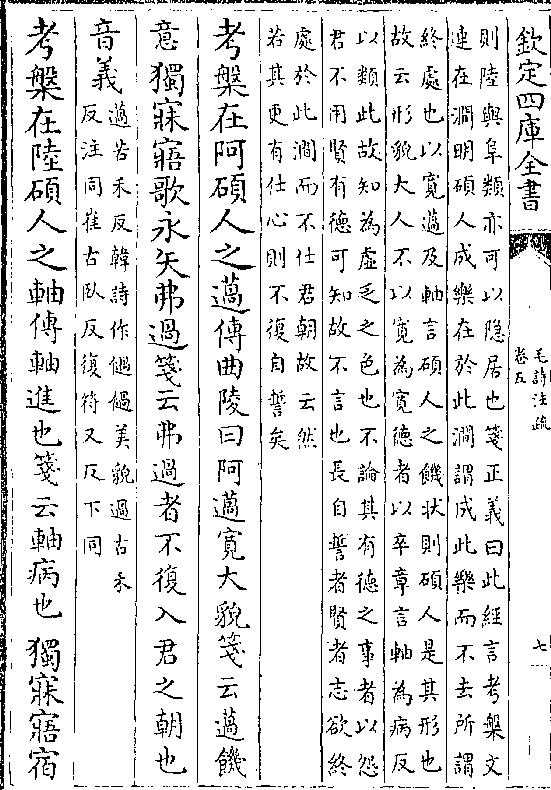 欽定四庫全書
毛詩注疏
卷五
七
則陸與阜類亦可以隱居也箋正義曰此經言考槃文
連在澗明碩人成樂在於此澗謂成此樂而不去所謂
終處也以寬薖及軸言碩人之饑狀則碩人是其形也
故云形貌大人不以寬為寬德者以卒章言軸為病反
以類此故知為虛乏之色也不論其有德之事者以怨
君不用賢有德可知故不言也長自誓者賢者志欲終
處於此澗而不仕君朝故云然
若其更有仕心則不復自誓矣
考槃在阿碩人之薖傳曲陵曰阿薖寬大貌箋云薖饑
意獨寐寤歌永矢弗過箋云弗過者不復入君之朝也
音義
薖苦禾反韓詩作㗻㗻美貌過古禾
反注同崔古臥反復符又反下同
考槃在陸碩人之軸傳軸進也箋云軸病也 獨寐寤宿